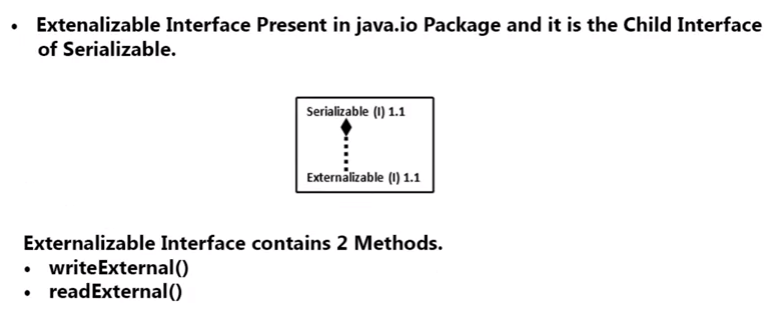 • Extenalizable Interface Present in java.io Package and it is the Child Interface
of Serializable.
Serializable (I) 1.1
Externalizable (I) 1.1
Externalizable Interface contains 2 Methods.
• writeExternal()
• readExternal()